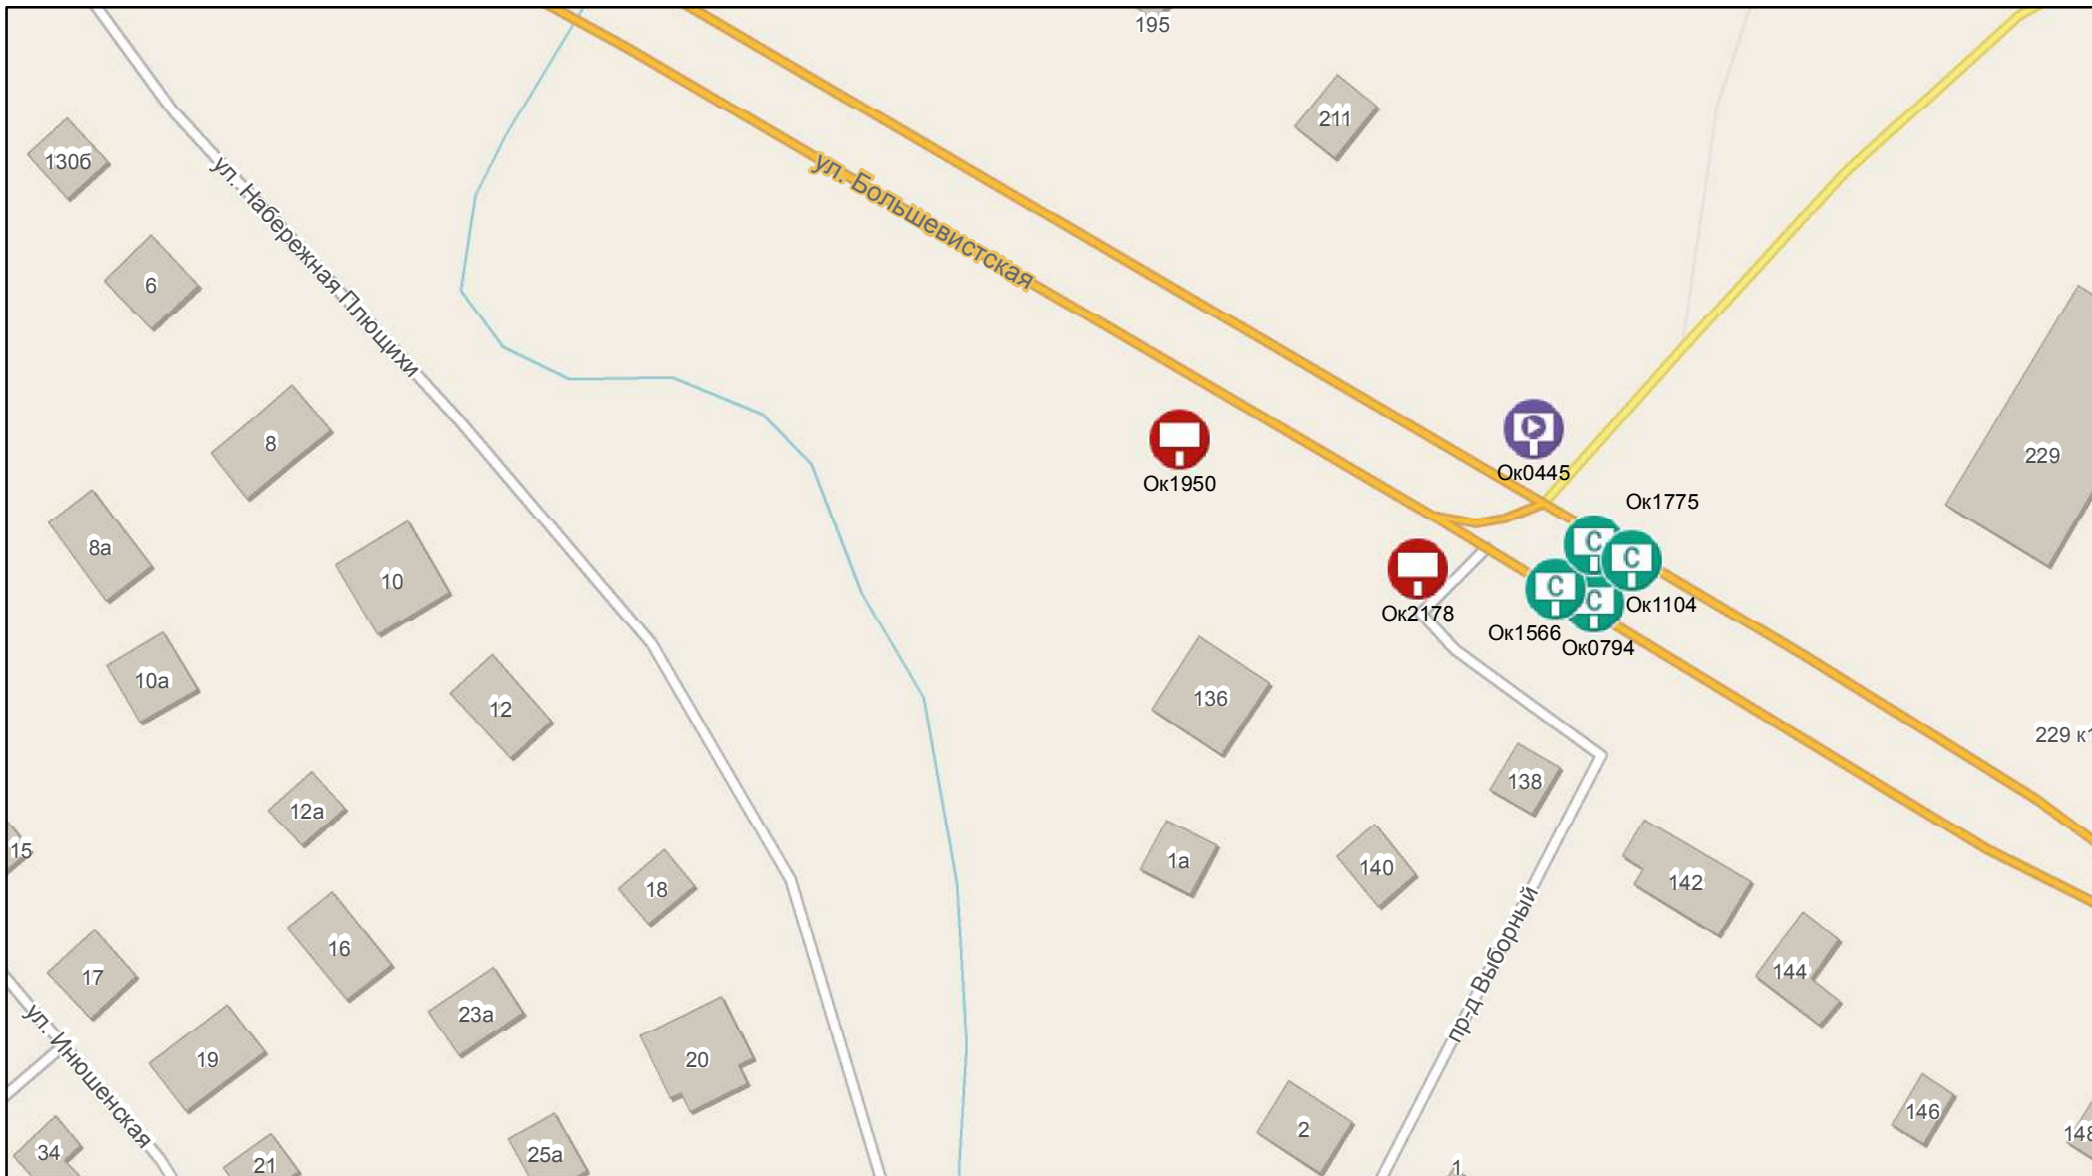 195
211
130б
ул. Набережная Плющихи
ул. Большевистская
6
8
Ок1950
Ок0445
229
Ок1775
8а
10
Ок2178
Ок1104
Ок1566
Ок0794
10а
12
136
229 к1
138
12а
15
1а
140
18
142
16
17
144
23а
пр-д Выборный
ул. Инюшенская
19
20
146
2
148
34
21
25а
1
С
С
С
С